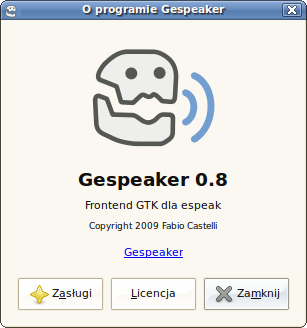 O programie Gespeaker
Gespeaker 0.8
Frontend GTK dla espeak
Copyright 2009 Fabio Castelli
Gespeaker
Zasługi
Licencja
Zamknij